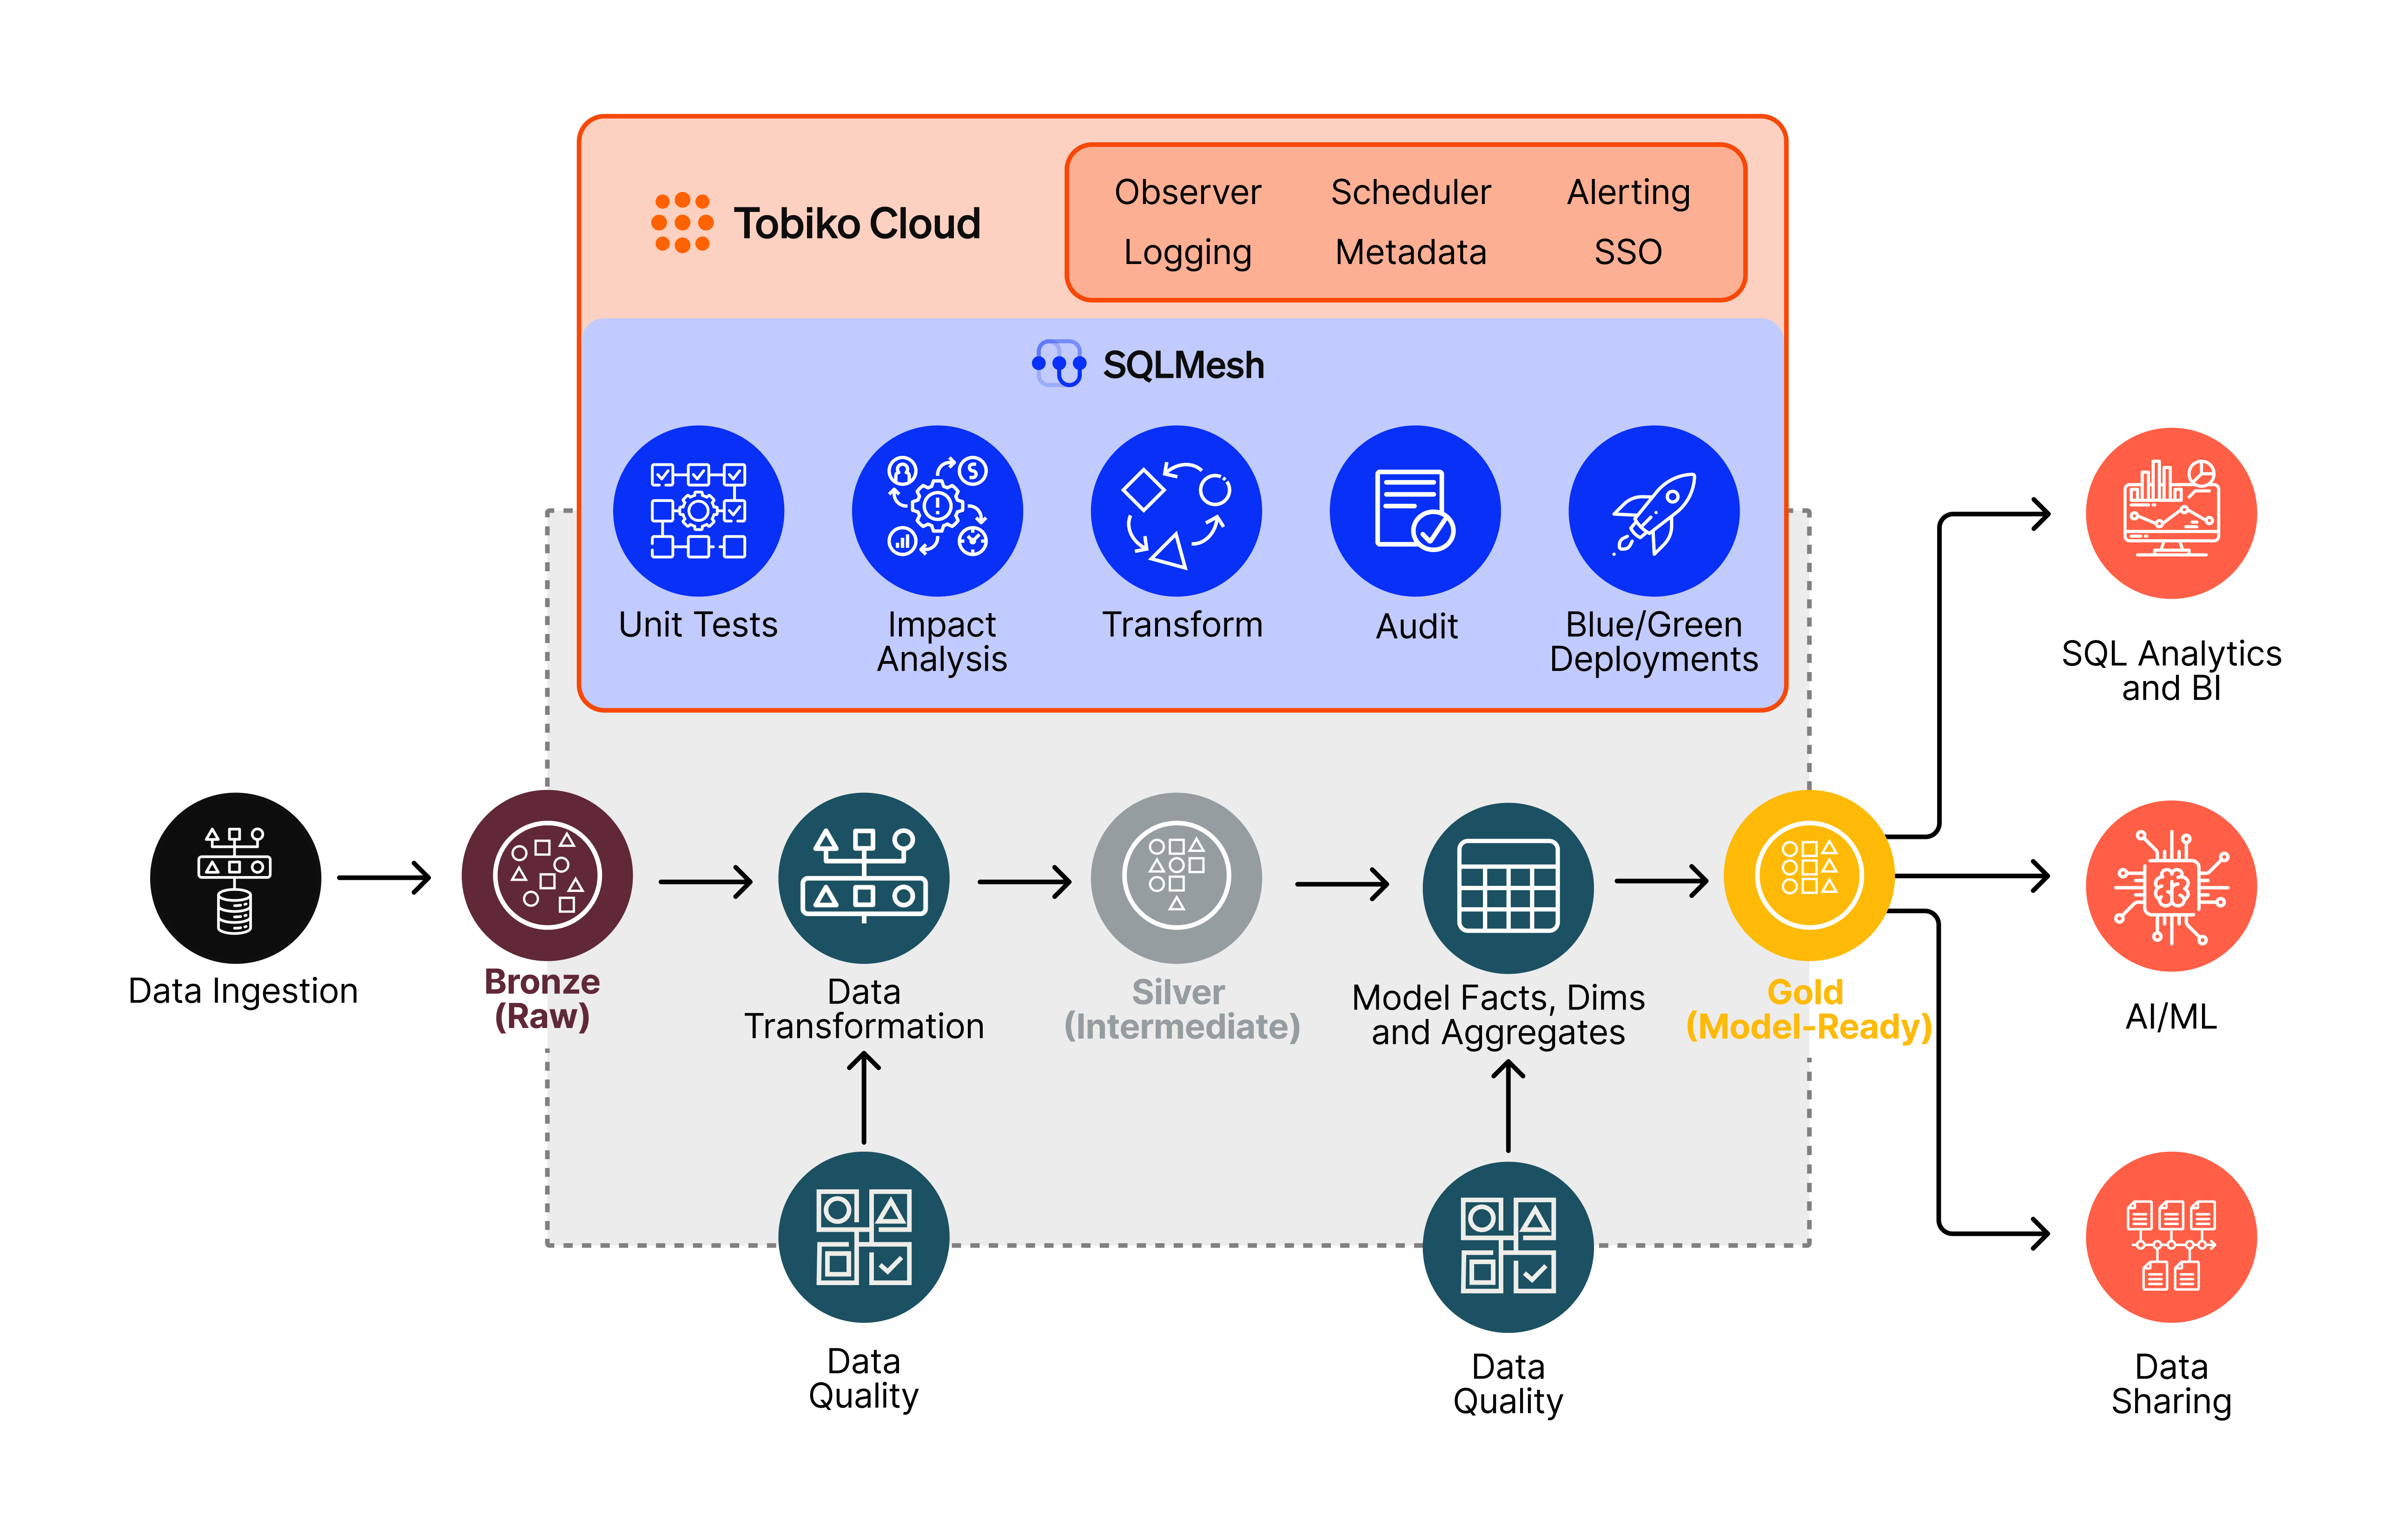 Tobiko Cloud
Observer
Scheduler
Alerting
Logging
Metadata
SSO
SQLMesh
Unit Tests
Impact
Analysis
Transform
Audit
Blue/Green
Deployments
SQL Analytics
and BI
Data Ingestion
Bronze
(Raw)
Data
Transformation
Silver
(Intermediate)
Model Facts, Dims
and Aggregates
Gold
(Model-Ready)
AI/ML
Data
Quality
Data
Quality
Data
Sharing